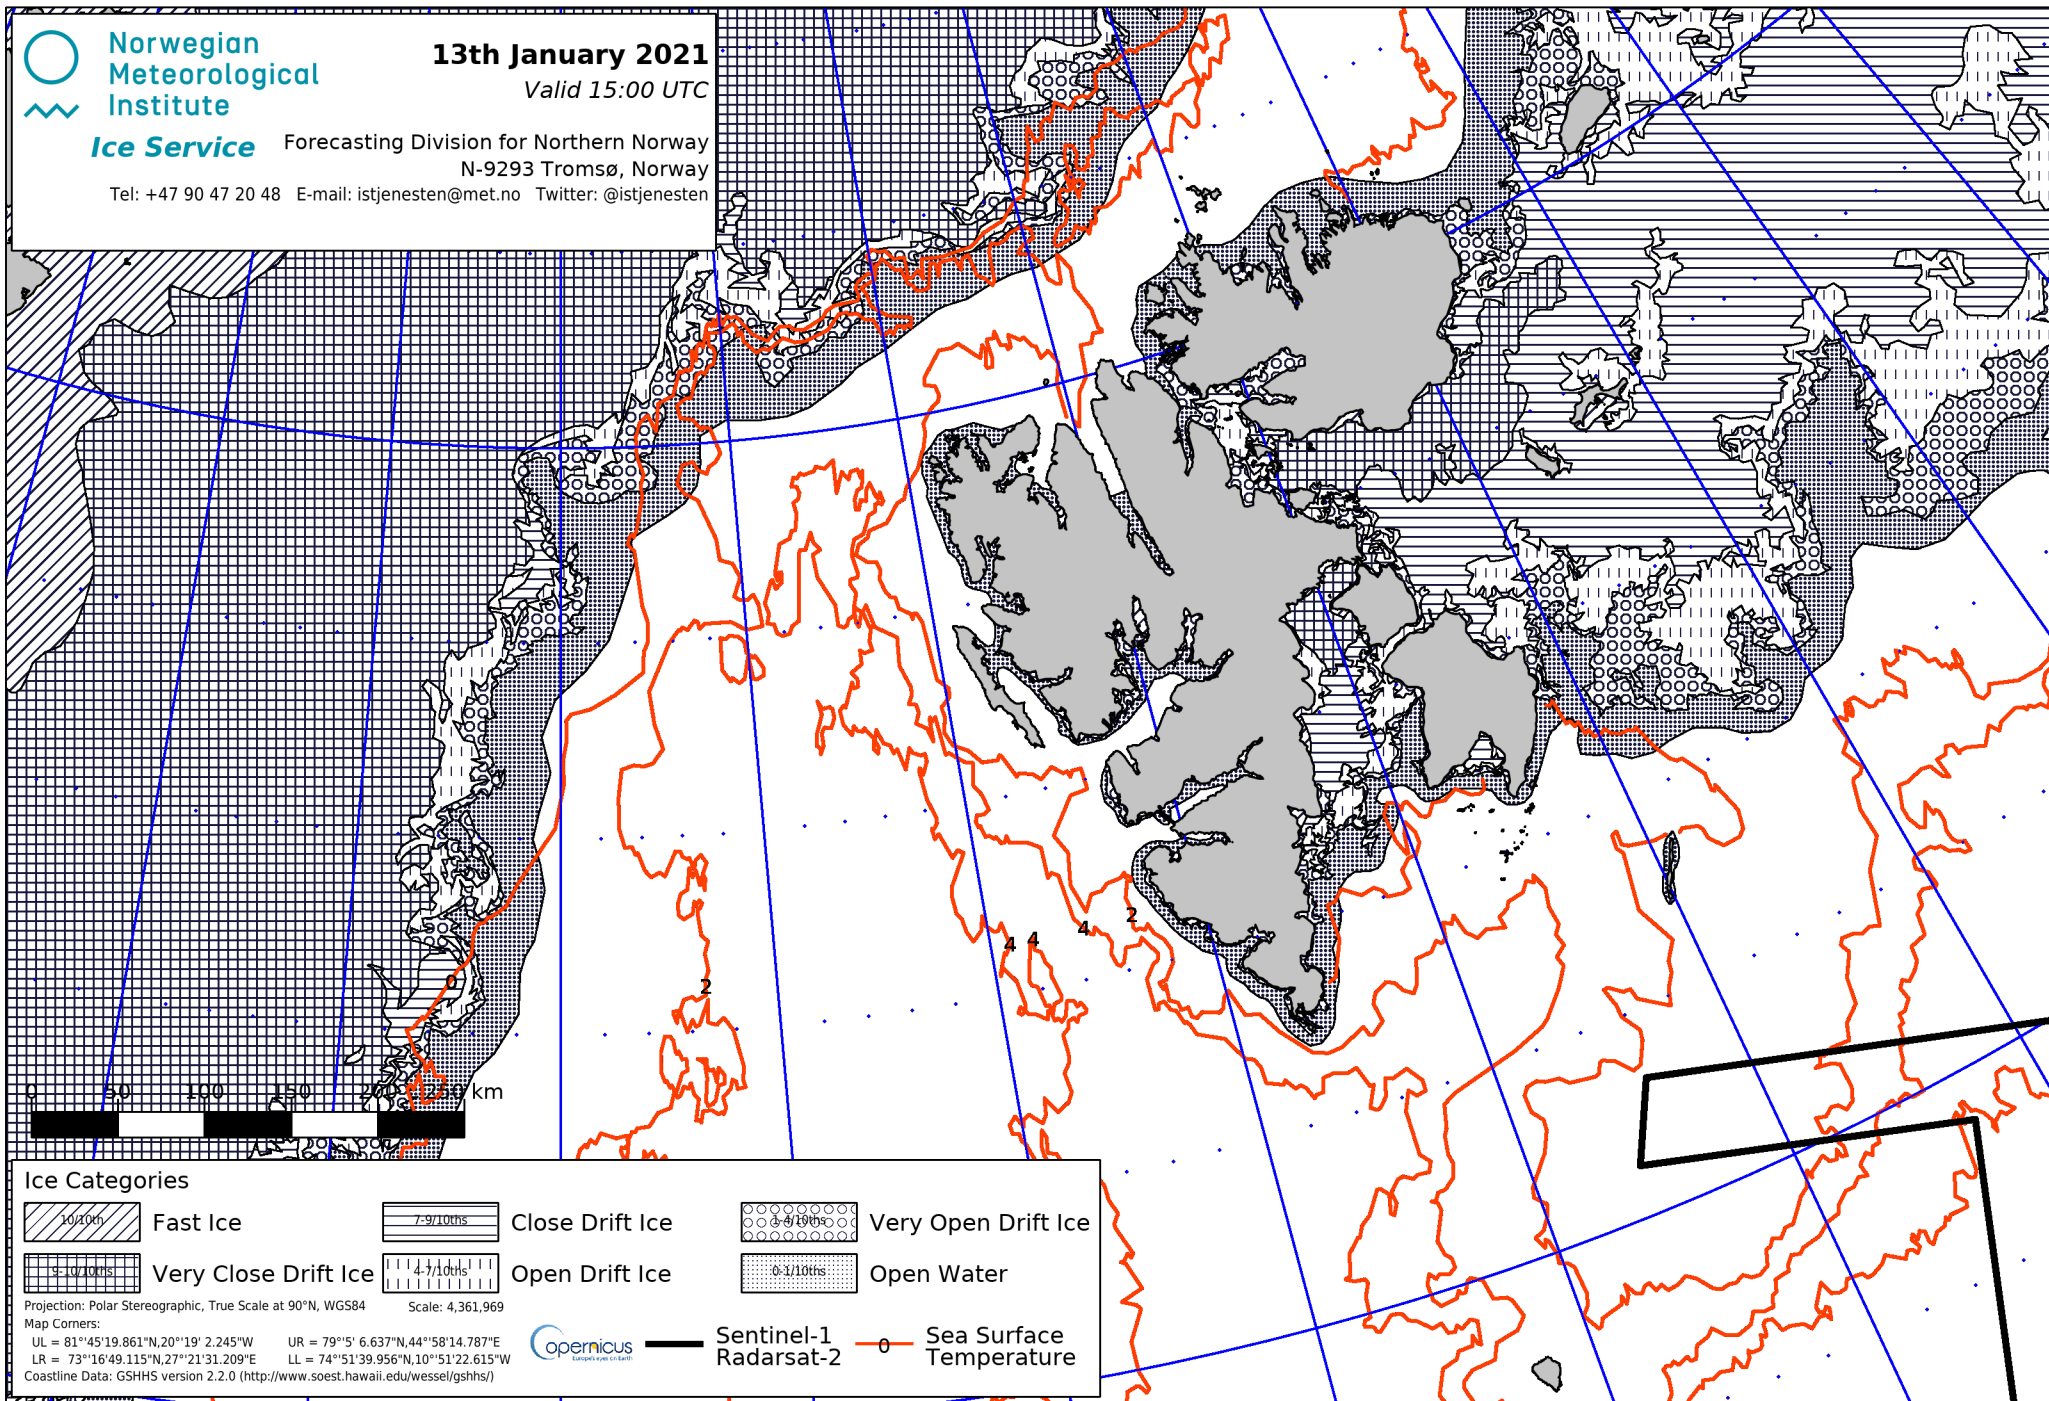 Norwegian
Meteorological
Institute
Ice Service
13th January 2021
Valid 15:00 UTC
Forecasting Division for Northern Norway
N-9293 Tromsø, Norway
Tel: +47 90 47 20 48 E-mail: istjenesten@met.no Twitter: @istjenesten
4 4 4 2
0
2
0 50 100 150 200 250 km
Ice Categories
10/10th Fast Ice
7-9/10ths Close Drift Ice
1-4/10ths Very Open Drift Ice
9-10/10ths Very Close Drift Ice
4-7/10ths Open Drift Ice
0-1/10ths Open Water
Projection: Polar Stereographic, True Scale at 90°N, WGS84 Scale: 4,361,969
Map Corners:
UL = 81°45'19.861"N,20°19' 2.245"W UR = 79°5' 6.637"N,44°58'14.787"E
LR = 73°16'49.115"N,27°21'31.209"E LL = 74°51'39.956"N,10°51'22.615"W
Coastline Data: GSHHS version 2.2.0 (http://www.soest.hawaii.edu/wessel/gshhs/)
Copernicus
Europe's eyes on Earth
Sentinel-1
Radarsat-2
0
Sea Surface
Temperature